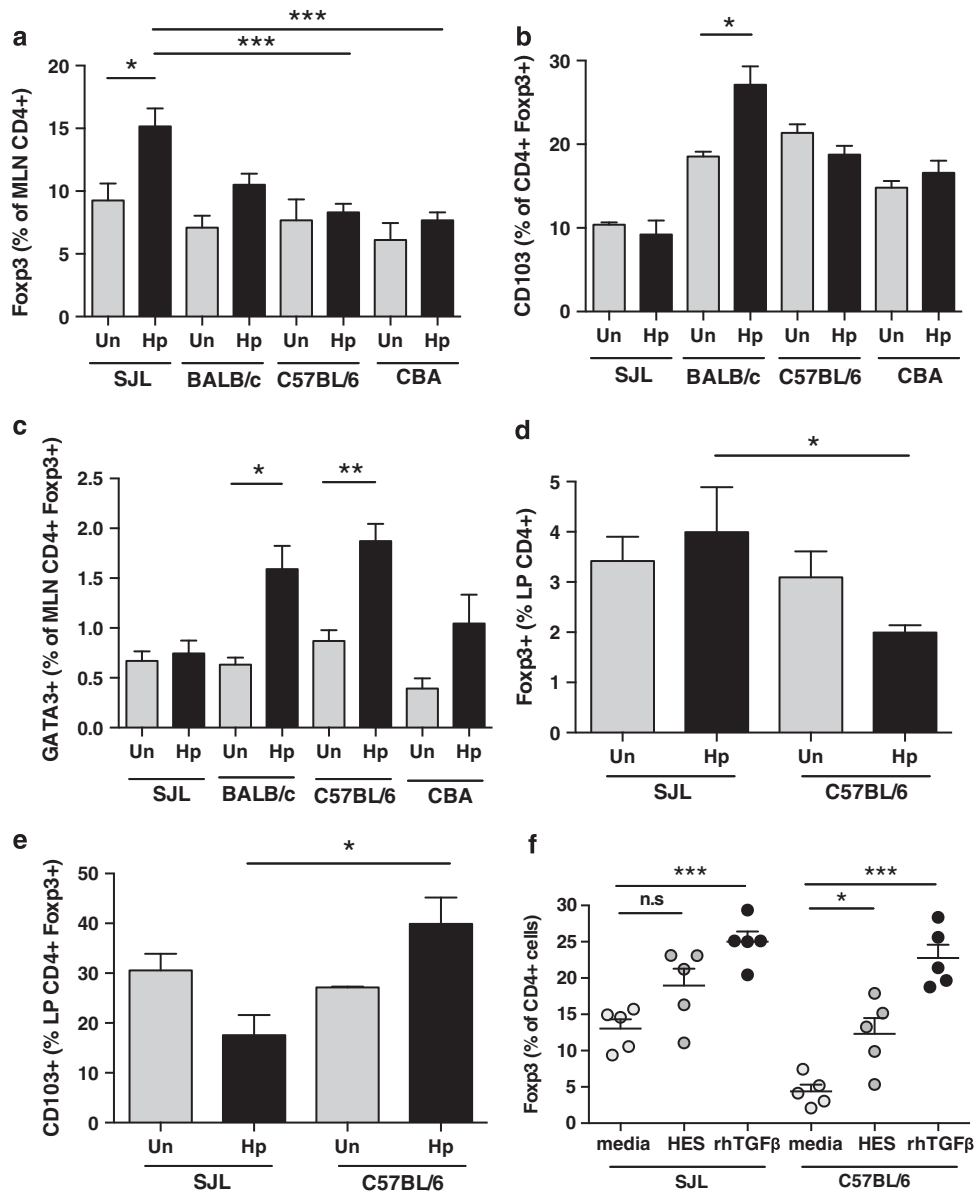 a
***
***
*
20
15
10
5
0
Foxp3 (% of MLN CD4+)
Un Hp Un Hp Un Hp Un Hp
SJL BALB/c C57BL/6 CBA
b
*
30
20
10
0
CD103 (% of CD4+ Foxp3+)
Un Hp Un Hp Un Hp Un Hp
SJL BALB/c C57BL/6 CBA
c
* **
2.5
2.0
1.5
1.0
0.5
0.0
GATA3+ (% of MLN CD4+ Foxp3+)
Un Hp Un Hp Un Hp Un Hp
SJL BALB/c C57BL/6 CBA
d
*
5
4
3
2
1
0
Foxp3+ (% LP CD4+)
Un Hp Un Hp
SJL C57BL/6
e
*
50
40
30
20
10
0
CD103+ (% LP CD4+ Foxp3+)
Un Hp Un Hp
SJL C57BL/6
f
*** ***
n.s *
30
25
20
15
10
5
0
Foxp3 (% of CD4+ cells)
media HES rhTGFβ media HES rhTGFβ
SJL C57BL/6